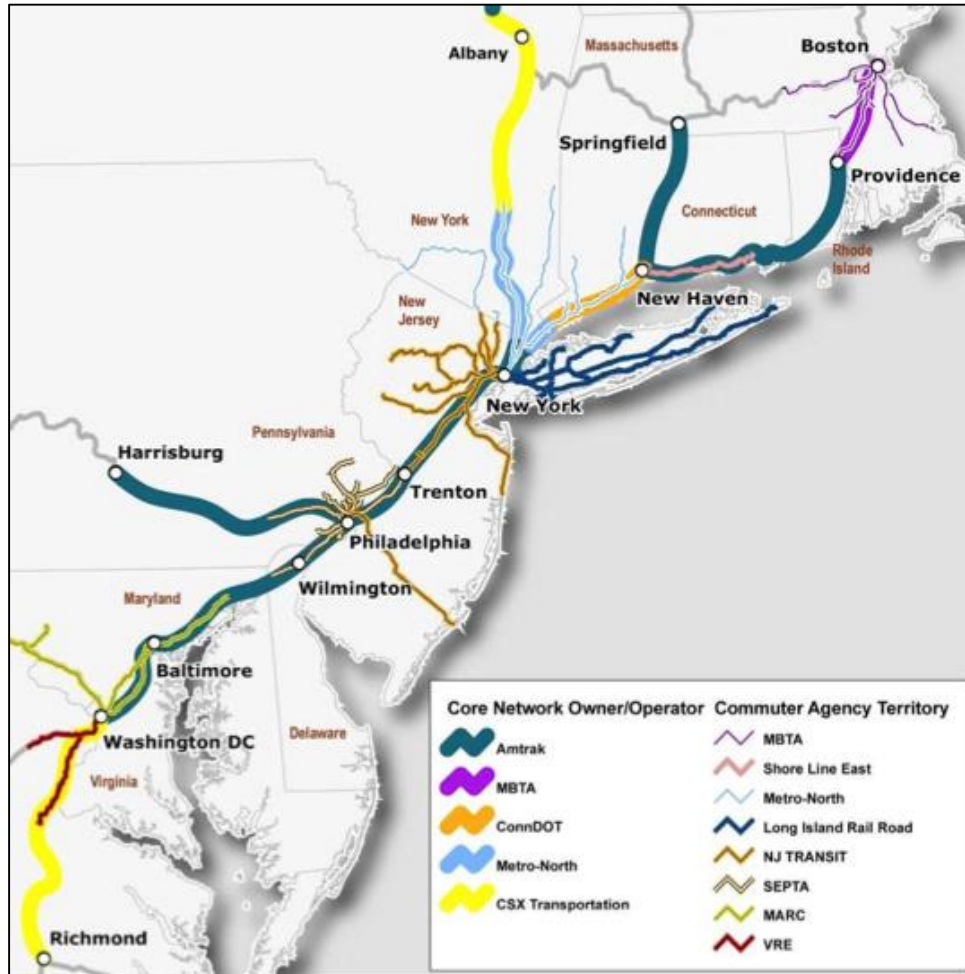 Albany
Massachusetts
Boston
Springfield
Providence
New York
Connecticut
Rhode
Island
New Haven
New
Jersey
New York
Pennsylvania
Harrisburg
Trenton
Philadelphia
Wilmington
Maryland
Baltimore
Washington DC
Delaware
Virginia
Richmond
Core Network Owner/Operator
Amtrak
MBTA
ConnDOT
Metro-North
CSX Transportation
Commuter Agency Territory
MBTA
Shore Line East
Metro-North
Long Island Rail Road
NJ TRANSIT
SEPTA
MARC
VRE